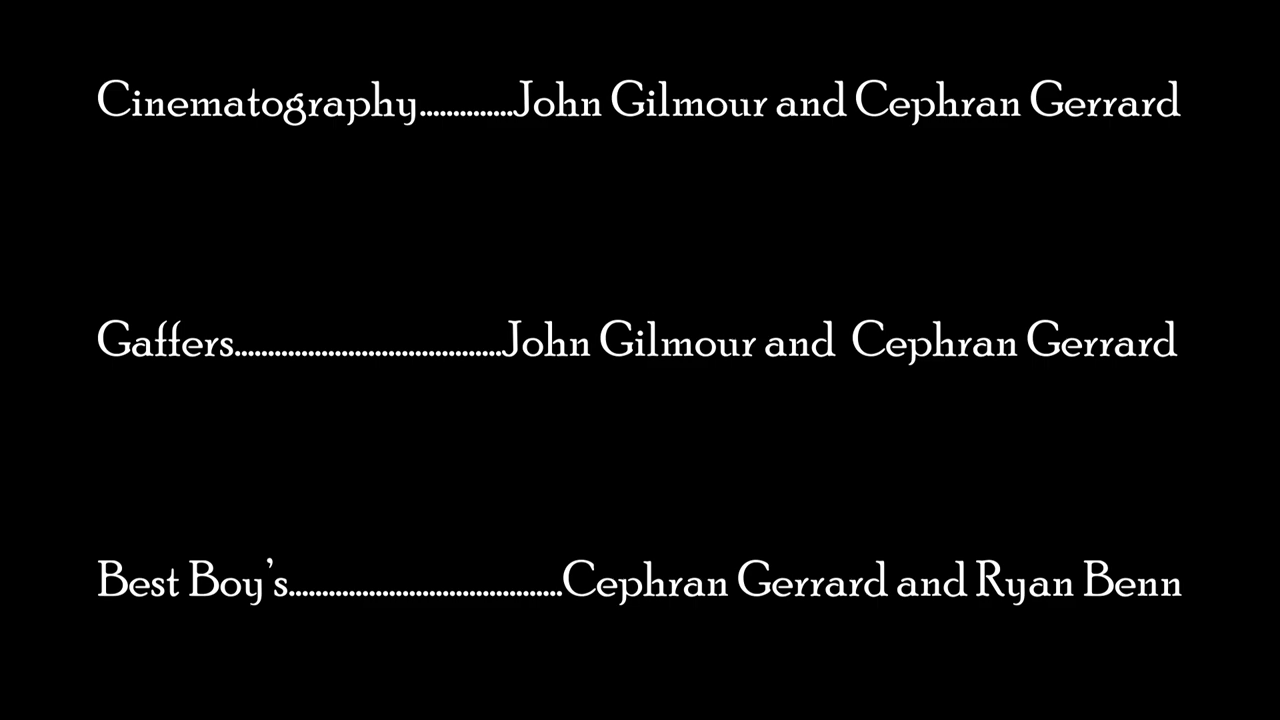 Cinematography..............John Gilmour and Cephran Gerrard
Gaffers........................................John Gilmour and Cephran Gerrard
Best Boy's.........................................Cephran Gerrard and Ryan Benn